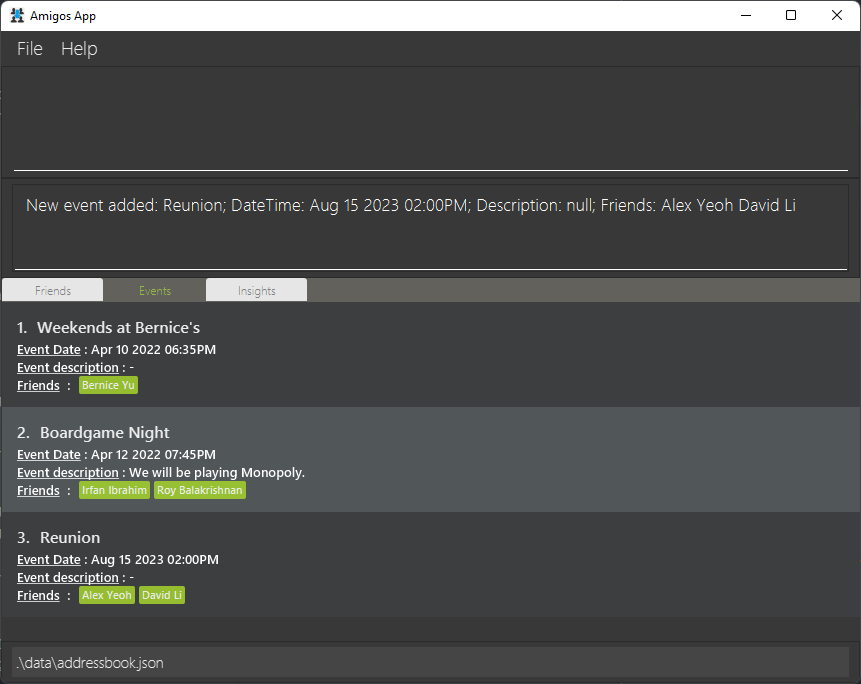 Amigos App
File Help
New event added: Reunion; DateTime: Aug 15 2023 02:00PM; Description: null; Friends: Alex Yeoh David Li
Friends Events Insights
1. Weekends at Bernice's
Event Date : Apr 10 2022 06:35PM
Event description : -
Friends : Bernice Yu
2. Boardgame Night
Event Date : Apr 12 2022 07:45PM
Event description : We will be playing Monopoly.
Friends : Irfan Ibrahim Roy Balakrishnan
3. Reunion
Event Date : Aug 15 2023 02:00PM
Event description : -
Friends : Alex Yeoh David Li
.\data\addressbook.json